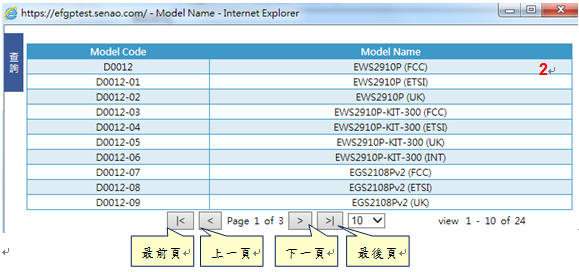 https://efgptest.senao.com/ - Model Name - Internet Explorer
查詢
Model Code Model Name
D0012 EWS2910P (FCC)
2↵
D0012-01 EWS2910P (ETSI)
D0012-02 EWS2910P (UK)
D0012-03 EWS2910P-KIT-300 (FCC)
D0012-04 EWS2910P-KIT-300 (ETSI)
D0012-05 EWS2910P-KIT-300 (UK)
D0012-06 EWS2910P-KIT-300 (INT)
D0012-07 EGS2108Pv2 (FCC)
D0012-08 EGS2108Pv2 (ETSI)
D0012-09 EGS2108Pv2 (UK)
|< < Page 1 of 3 > >| 10 view 1 - 10 of 24
最前頁↵ 上一頁↵ 下一頁↵ 最後頁↵